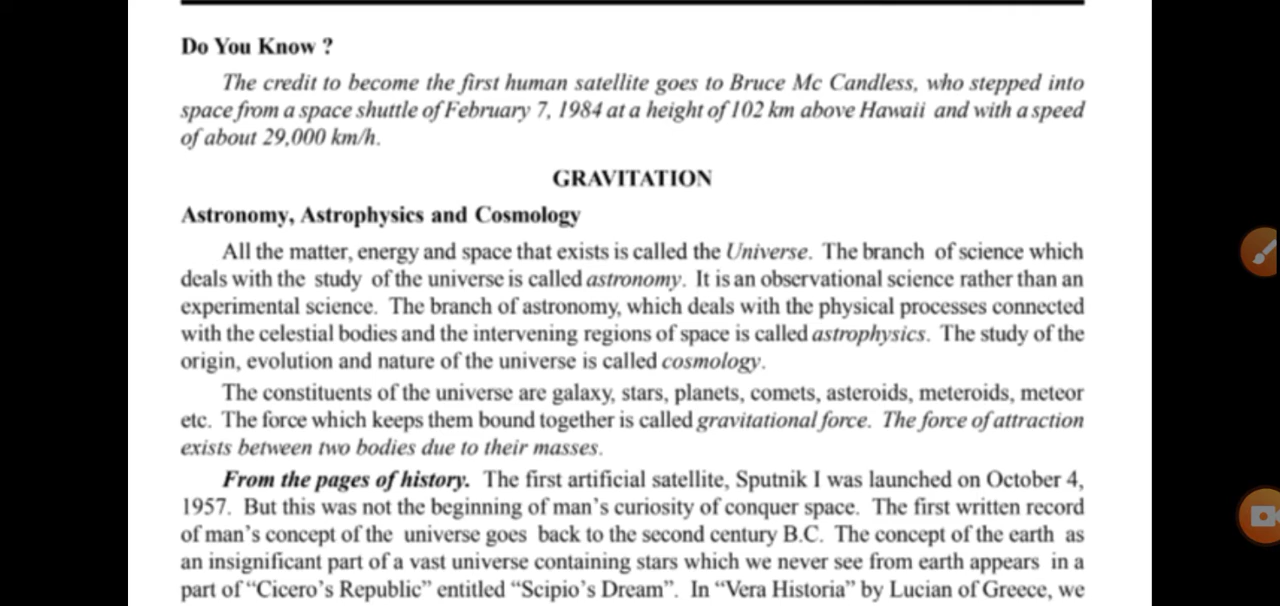 Do You Know ?
The credit to become the first human satellite goes to Bruce Mc Candless, who stepped into
space from a space shuttle of February 7, 1984 at a height of 102 km above Hawaii and with a speed
of about 29,000 km/h.
GRAVITATION
Astronomy, Astrophysics and Cosmology
All the matter, energy and space that exists is called the Universe. The branch of science which
deals with the study of the universe is called astronomy. It is an observational science rather than an
experimental science. The branch of astronomy, which deals with the physical processes connected
with the celestial bodies and the intervening regions of space is called astrophysics. The study of the
origin, evolution and nature of the universe is called cosmology.
The constituents of the universe are galaxy, stars, planets, comets, asteroids, meteroids, meteor
etc. The force which keeps them bound together is called gravitational force. The force of attraction
exists between two bodies due to their masses.
From the pages of history. The first artificial satellite, Sputnik I was launched on October 4,
1957. But this was not the beginning of man's curiosity of conquer space. The first written record
of man's concept of the universe goes back to the second century B.C. The concept of the earth as
an insignificant part of a vast universe containing stars which we never see from earth appears in a
part of “Cicero's Republic” entitled “Scipio's Dream”. In “Vera Historia” by Lucian of Greece, we